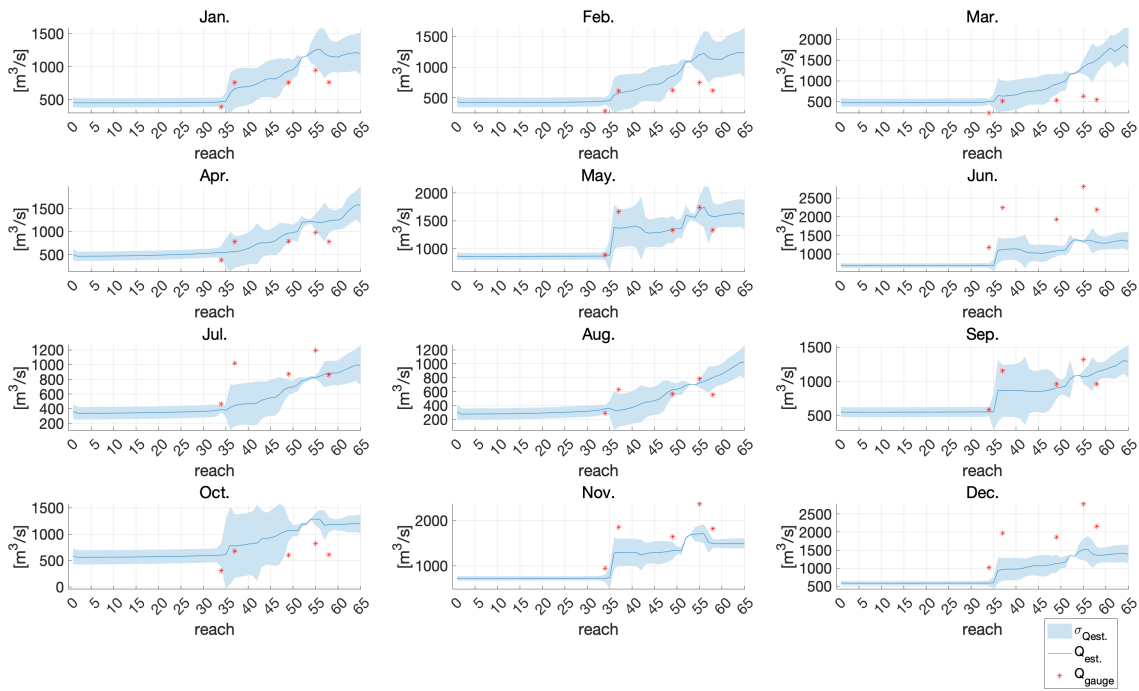 Jan. Feb. Mar.
[m³/s] 1500 1000 500
0 5 10 15 20 25 30 35 40 45 50 55 60 65
reach
[m³/s] 1500 1000 500
0 5 10 15 20 25 30 35 40 45 50 55 60 65
reach
[m³/s] 2000 1500 1000 500
0 5 10 15 20 25 30 35 40 45 50 55 60 65
reach
Apr. May. Jun.
[m³/s] 1500 1000 500
0 5 10 15 20 25 30 35 40 45 50 55 60 65
reach
[m³/s] 2000 1500 1000
0 5 10 15 20 25 30 35 40 45 50 55 60 65
reach
[m³/s] 2500 2000 1500 1000
0 5 10 15 20 25 30 35 40 45 50 55 60 65
reach
Jul. Aug. Sep.
[m³/s] 1200 1000 800 600 400 200
0 5 10 15 20 25 30 35 40 45 50 55 60 65
reach
[m³/s] 1200 1000 800 600 400 200
0 5 10 15 20 25 30 35 40 45 50 55 60 65
reach
[m³/s] 1500 1000 500
0 5 10 15 20 25 30 35 40 45 50 55 60 65
reach
Oct. Nov. Dec.
[m³/s] 1500 1000 500 0
0 5 10 15 20 25 30 35 40 45 50 55 60 65
reach
[m³/s] 2000 1000
0 5 10 15 20 25 30 35 40 45 50 55 60 65
reach
[m³/s] 2500 2000 1500 1000 500
0 5 10 15 20 25 30 35 40 45 50 55 60 65
reach
σ Qest.
Q est.
Q gauge